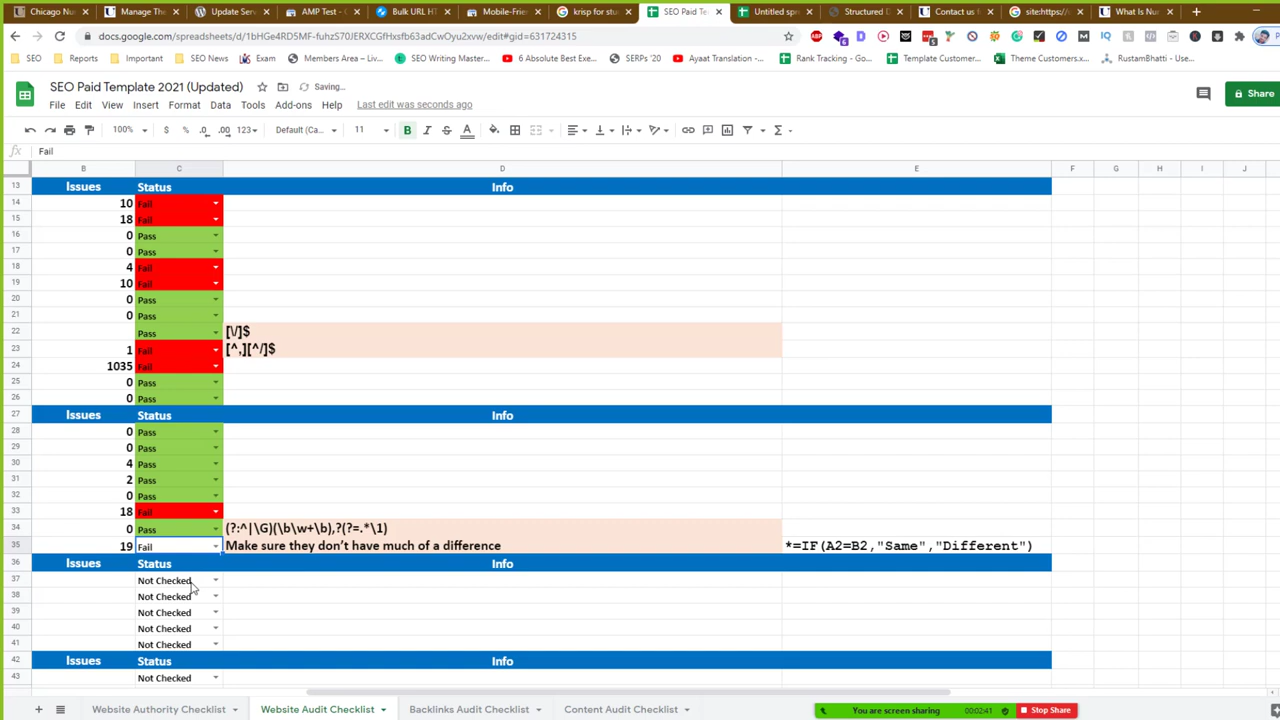 Chicago Nur
Manage The
Update Serv
AMP Test - G
Bulk URL HT
Mobile-Frien
krisp for stu
SEO Paid Te
Untitled spre
Structured D
Contact us f
site:https://
What Is Nur
docs.google.com/spreadsheets/d/1bHGe4RD5MF-fuhzS70JERXCGfHxsfb63adCwOyu2xvw/edit#gid=631724315
SEO
Reports
Important
SEO News
Exam
Members Area – Liv...
SEO Writing Master...
6 Absolute Best Exe...
SERPs '20
Ayaat Translation -...
Rank Tracking - Go...
Template Customer...
Theme Customers.x...
RustamBhatti - Use...
SEO Paid Template 2021 (Updated)
Saving...
Share
File Edit View Insert Format Data Tools Add-ons Help Last edit was seconds ago
100% $ % .0 .00 123 Default (Ca... 11 B I S A
fx Fail
B C D E F G H I J
13 Issues Status Info
14 10 Fail
15 18 Fail
16 0 Pass
17 0 Pass
18 4 Fail
19 10 Fail
20 0 Pass
21 0 Pass
22 Pass [\/]$
23 1 Fail [^,][^/]$
24 1035 Fail
25 0 Pass
26 0 Pass
27 Issues Status Info
28 0 Pass
29 0 Pass
30 4 Pass
31 2 Pass
32 0 Pass
33 18 Fail
34 0 Pass (?:^|\G)(\b\w+\b),?(?=.*\1)
35 19 Fail Make sure they don't have much of a difference *=IF(A2=B2,"Same","Different")
36 Issues Status Info
37 Not Checked
38 Not Checked
39 Not Checked
40 Not Checked
41 Not Checked
42 Issues Status Info
43 Not Checked
Website Authority Checklist
Website Audit Checklist
Backlinks Audit Checklist
Content Audit Checklist
You are screen sharing
00:02:41
Stop Share